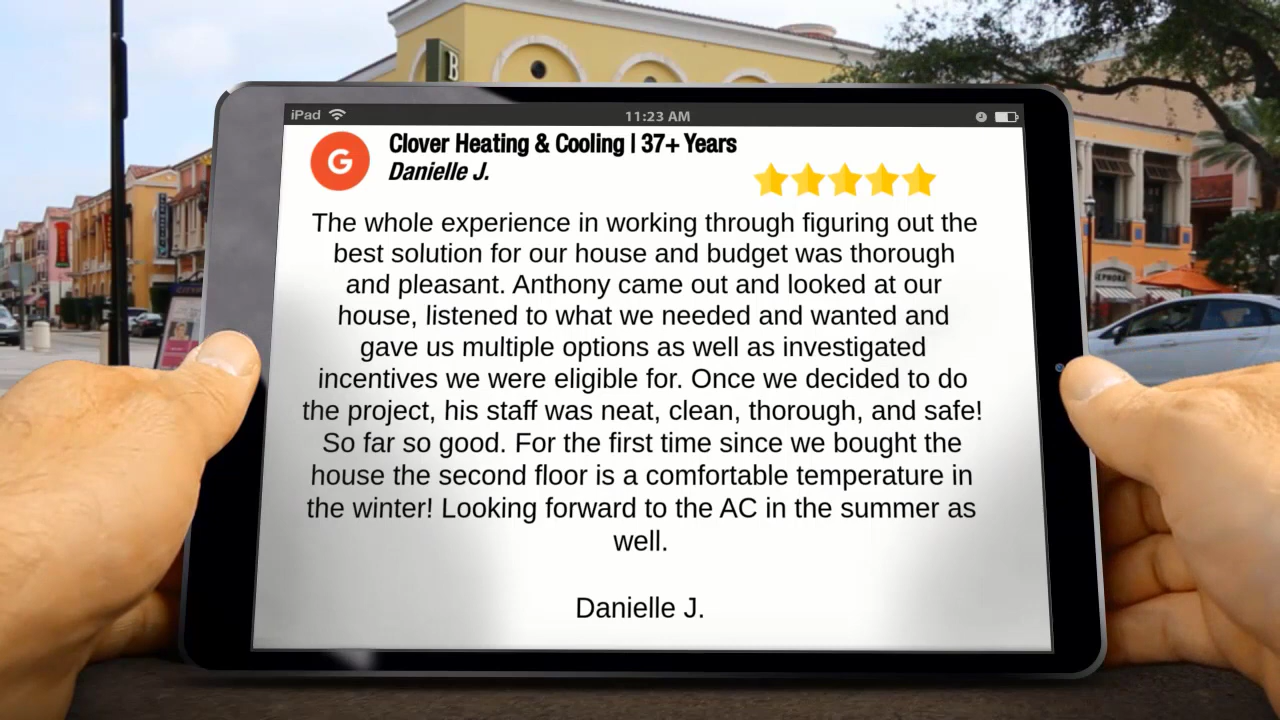 B
iPad
11:23 AM
G
Clover Heating & Cooling | 37+ Years
Danielle J.
The whole experience in working through figuring out the
best solution for our house and budget was thorough
and pleasant. Anthony came out and looked at our
house, listened to what we needed and wanted and
gave us multiple options as well as investigated
incentives we were eligible for. Once we decided to do
the project, his staff was neat, clean, thorough, and safe!
So far so good. For the first time since we bought the
house the second floor is a comfortable temperature in
the winter! Looking forward to the AC in the summer as
well.
Danielle J.
SEPHORA